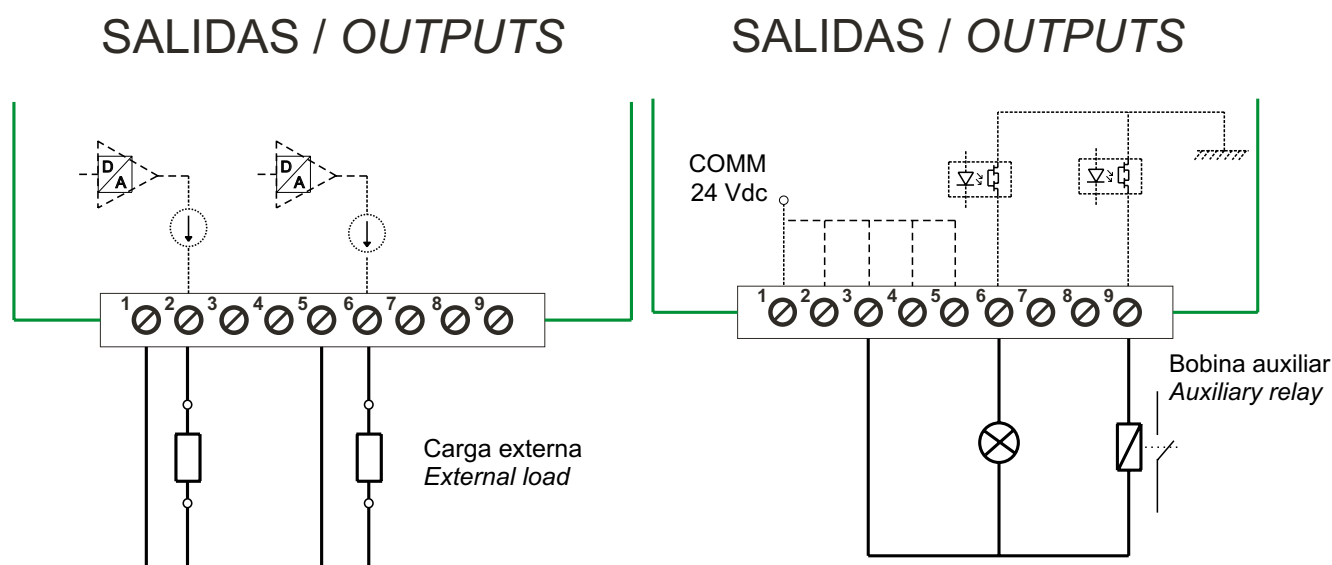 SALIDAS / OUTPUTS
D
A
D
A
1 2 3 4 5 6 7 8 9
Carga externa
External load
SALIDAS / OUTPUTS
COMM
24 Vdc
1 2 3 4 5 6 7 8 9
Bobina auxiliar
Auxiliary relay